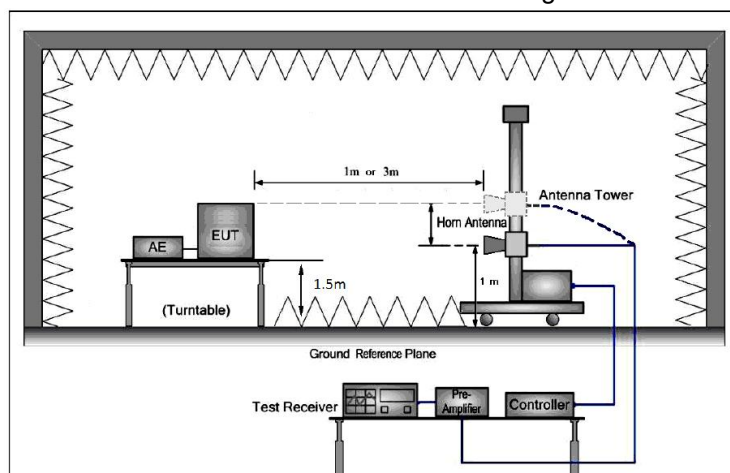 1m or 3m
Antenna Tower
Horn Antenna
EUT
AE
1.5m
1 m
(Turntable)
Ground Reference Plane
Test Receiver
Pre-
Amplifier
Controller